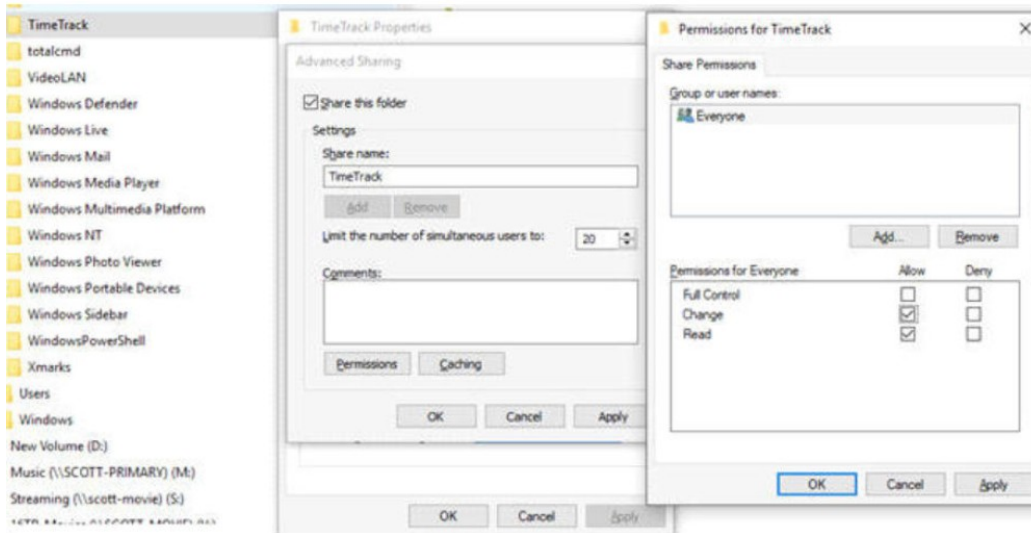 TimeTrack
totalcmd
VideoLAN
Windows Defender
Windows Live
Windows Mail
Windows Media Player
Windows Multimedia Platform
Windows NT
Windows Photo Viewer
Windows Portable Devices
Windows Sidebar
WindowsPowerShell
Xmarks
Users
Windows
New Volume (D:)
Music (\\SCOTT-PRIMARY) (M:)
Streaming (\\scott-movie) (S:)
TimeTrack Properties
Advanced Sharing
Share this folder
Settings
Share name:
TimeTrack
Add Remove
Limit the number of simultaneous users to: 20
Comments:
Permissions Caching
OK Cancel Apply
OK Cancel Apply
Permissions for TimeTrack
Share Permissions
Group or user names:
Everyone
Add... Remove
Permissions for Everyone Allow Deny
Full Control
Change
Read
OK Cancel Apply